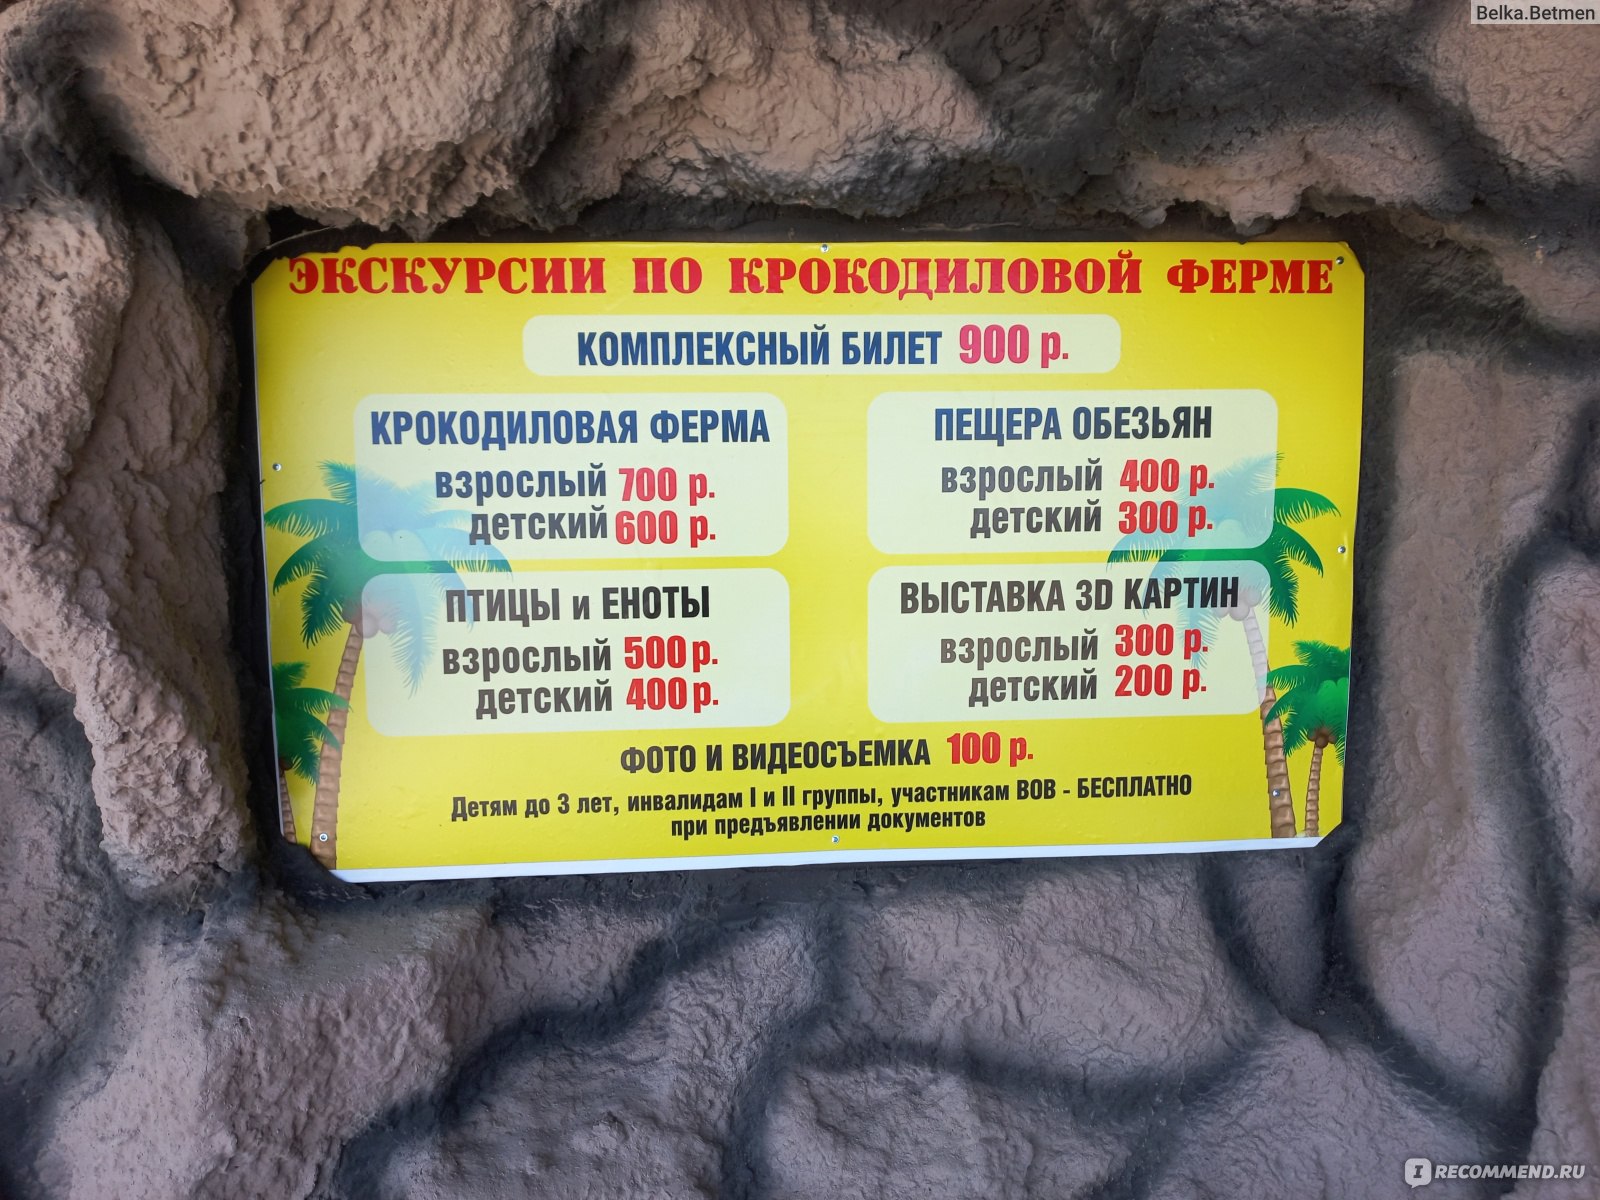 Belka.Betmen
ЭКСКУРСИИ ПО КРОКОДИЛОВОЙ ФЕРМЕ
КОМПЛЕКСНЫЙ БИЛЕТ 900 р.
КРОКОДИЛОВАЯ ФЕРМА
взрослый 700 р.
детский 600 р.
ПЕЩЕРА ОБЕЗЬЯН
взрослый 400 р.
детский 300 р.
ПТИЦЫ и ЕНОТЫ
взрослый 500 р.
детский 400 р.
ВЫСТАВКА 3D КАРТИН
взрослый 300 р.
детский 200 р.
ФОТО И ВИДЕОСЪЕМКА 100 р.
Детям до 3 лет, инвалидам I и II группы, участникам ВОВ - БЕСПЛАТНО
при предъявлении документов
IRECOMMEND.RU